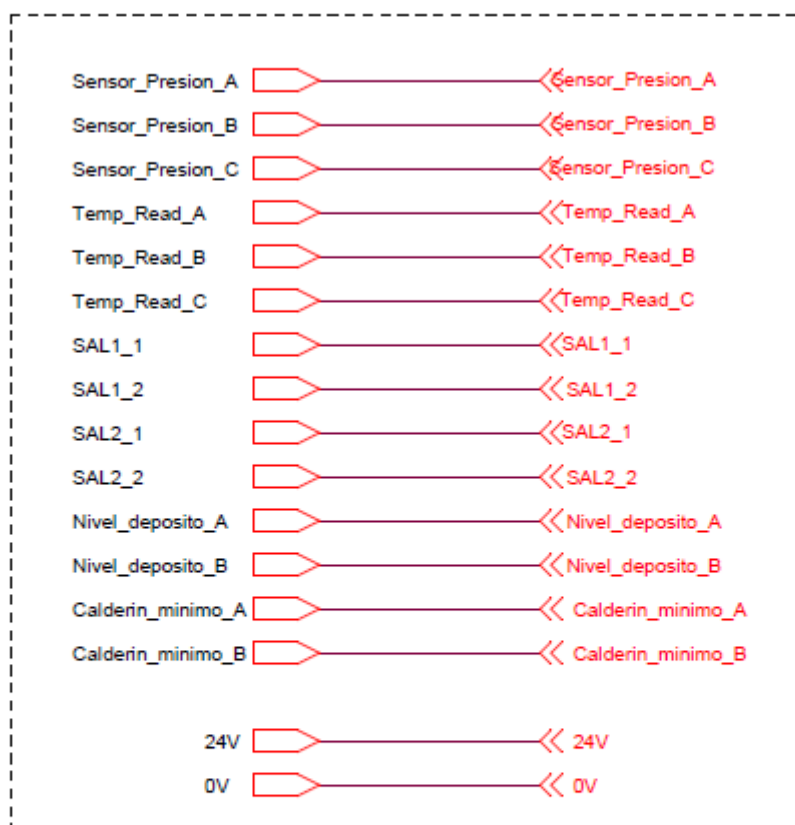 Sensor_Presion_A Sensor_Presion_A
Sensor_Presion_B Sensor_Presion_B
Sensor_Presion_C Sensor_Presion_C
Temp_Read_A Temp_Read_A
Temp_Read_B Temp_Read_B
Temp_Read_C Temp_Read_C
SAL1_1 SAL1_1
SAL1_2 SAL1_2
SAL2_1 SAL2_1
SAL2_2 SAL2_2
Nivel_deposito_A Nivel_deposito_A
Nivel_deposito_B Nivel_deposito_B
Calderin_minimo_A Calderin_minimo_A
Calderin_minimo_B Calderin_minimo_B
24V 24V
0V 0V